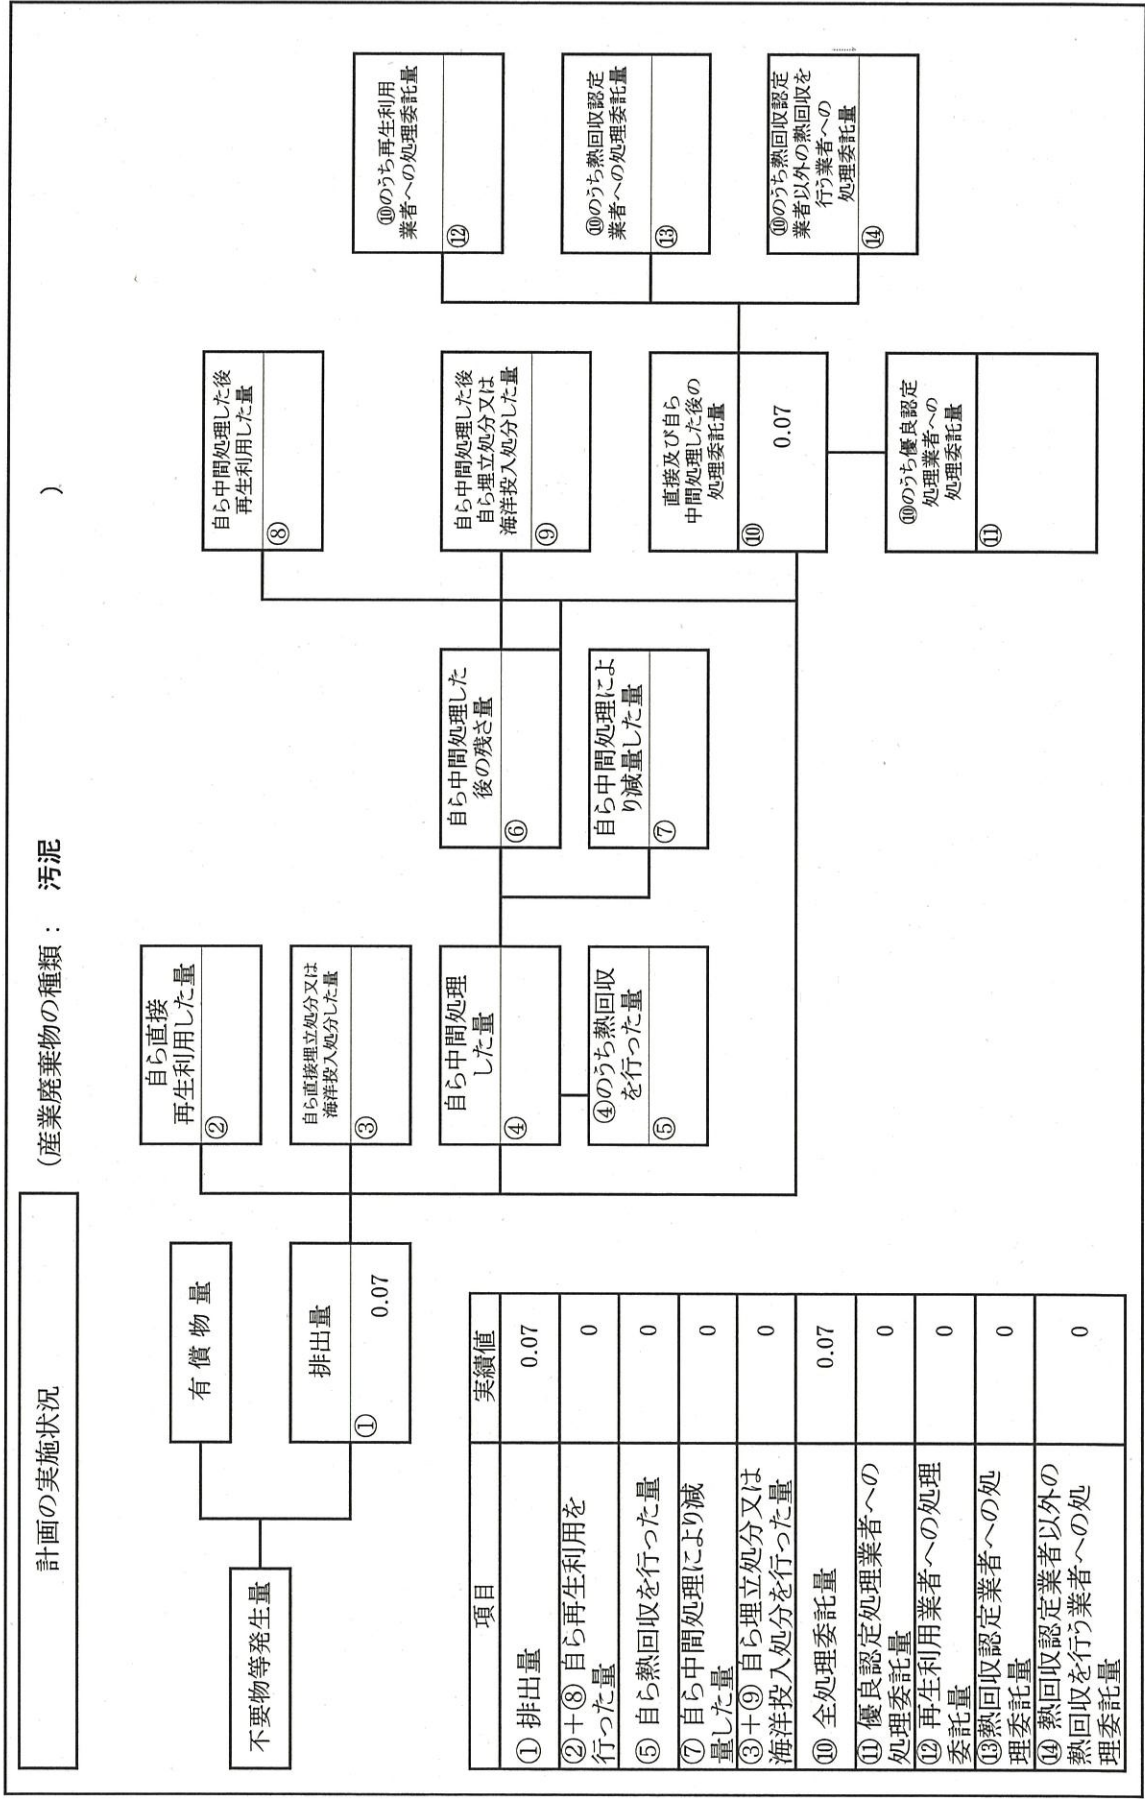 計画の実施状況
（産業廃棄物の種類： 汚泥 ）
不要物等発生量
有償物量
排出量
① 0.07
自ら直接
再生利用した量
②
自ら直接埋立処分又は
海洋投入処分した量
③
自ら中間処理
した量
④
④のうち熱回収
を行った量
⑤
自ら中間処理した
後の残さ量
⑥
自ら中間処理によ
り減量した量
⑦
自ら中間処理した後
再生利用した量
⑧
自ら中間処理した後
自ら埋立処分又は
海洋投入処分した量
⑨
直接及び自ら
中間処理した後の
処理委託量
⑩ 0.07
⑩のうち優良認定
処理業者への
処理委託量
⑪
⑩のうち再生利用
業者への処理委託量
⑫
⑩のうち熱回収認定
業者への処理委託量
⑬
⑩のうち熱回収認定
業者以外の熱回収を
行う業者への
処理委託量
⑭
項目 実績値
① 排出量 0.07
②＋⑧ 自ら再生利用を
行った量 0
⑤ 自ら熱回収を行った量 0
⑦ 自ら中間処理により減
量した量 0
③＋⑨ 自ら埋立処分又は
海洋投入処分を行った量 0
⑩ 全処理委託量 0.07
⑪ 優良認定処理業者への
処理委託量 0
⑫ 再生利用業者への処理
委託量 0
⑬熱回収認定業者への処
理委託量 0
⑭ 熱回収認定業者以外の
熱回収を行う業者への処
理委託量 0